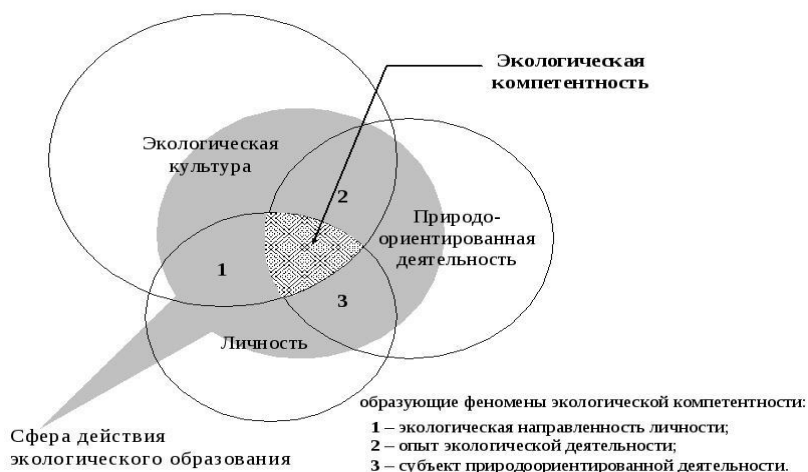 Экологическая
компетентность
Экологическая
культура
2
Природо-
ориентированная
деятельность
1
3
Личность
образующие феномены экологической компетентности:
1 – экологическая направленность личности;
2 – опыт экологической деятельности;
3 – субъект природоориентированной деятельности.
Сфера действия
экологического образования